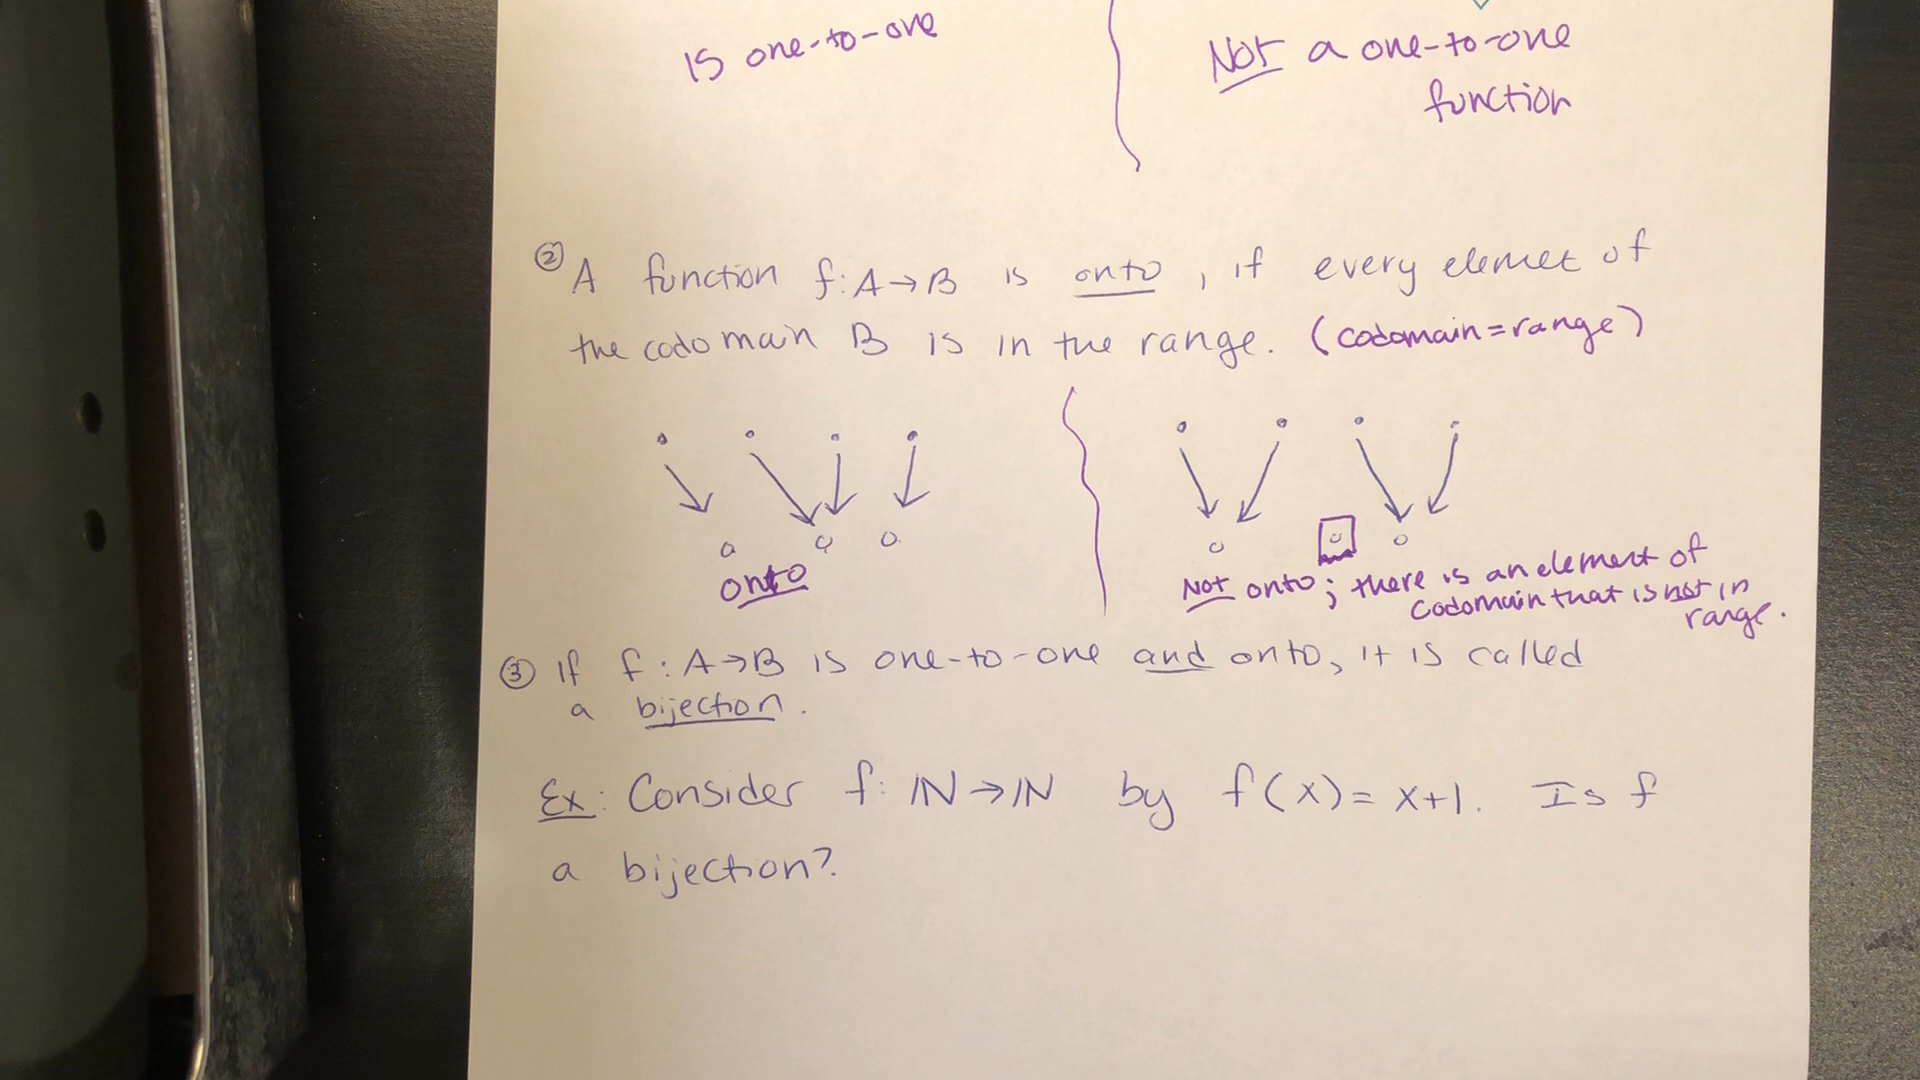 IS one-to-one
NOT a one-to-one
function
② A function f: A→B is onto, if every elemet of
the codomain B is in the range. (codomain=range)
onto
NOT onto; there is an element of
codomain that is not in
range.
③ If f: A→B is one-to-one and onto, it is called
a bijection.
Ex: Consider f: ℕ→ℕ by f(x)= x+1. Is f
a bijection?